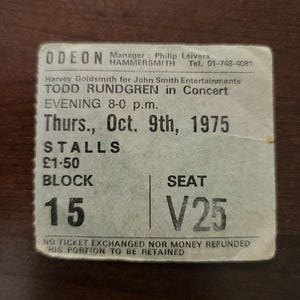 ODEON Manager : Philip Leivers
HAMMERSMITH Tel. 01-748-4081
Harvey Goldsmith for John Smith Entertainments
TODD RUNDGREN in Concert
EVENING 8-0 p.m.
Thurs., Oct. 9th, 1975
STALLS
£1·50
BLOCK SEAT
15 V25
NO TICKET EXCHANGED NOR MONEY REFUNDED
THIS PORTION TO BE RETAINED